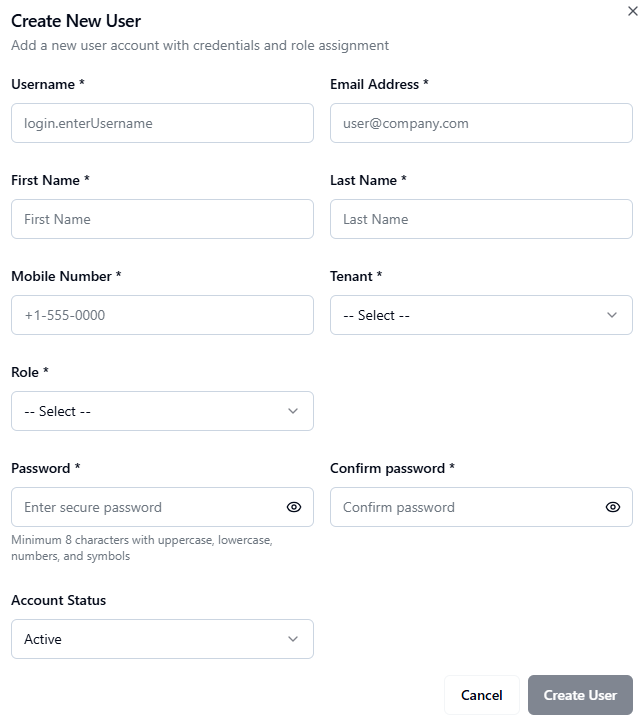 Create New User
Add a new user account with credentials and role assignment
Username *
Email Address *
login.enterUsername
user@company.com
First Name *
Last Name *
First Name
Last Name
Mobile Number *
Tenant *
+1-555-0000
-- Select --
Role *
-- Select --
Password *
Confirm password *
Enter secure password
Confirm password
Minimum 8 characters with uppercase, lowercase,
numbers, and symbols
Account Status
Active
Cancel
Create User